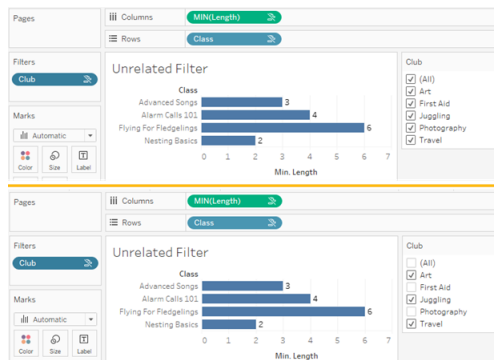 Pages
Columns
MIN(Length)
Rows
Class
Filters
Club
Marks
Automatic
Color
Size
Label
Unrelated Filter
Class
Advanced Songs
3
Alarm Calls 101
4
Flying For Fledgelings
6
Nesting Basics
2
0 1 2 3 4 5 6 7
Min. Length
Club
(All)
Art
First Aid
Juggling
Photography
Travel
Pages
Columns
MIN(Length)
Rows
Class
Filters
Club
Marks
Automatic
Color
Size
Label
Unrelated Filter
Class
Advanced Songs
3
Alarm Calls 101
4
Flying For Fledgelings
6
Nesting Basics
2
0 1 2 3 4 5 6 7
Min. Length
Club
(All)
Art
First Aid
Juggling
Photography
Travel